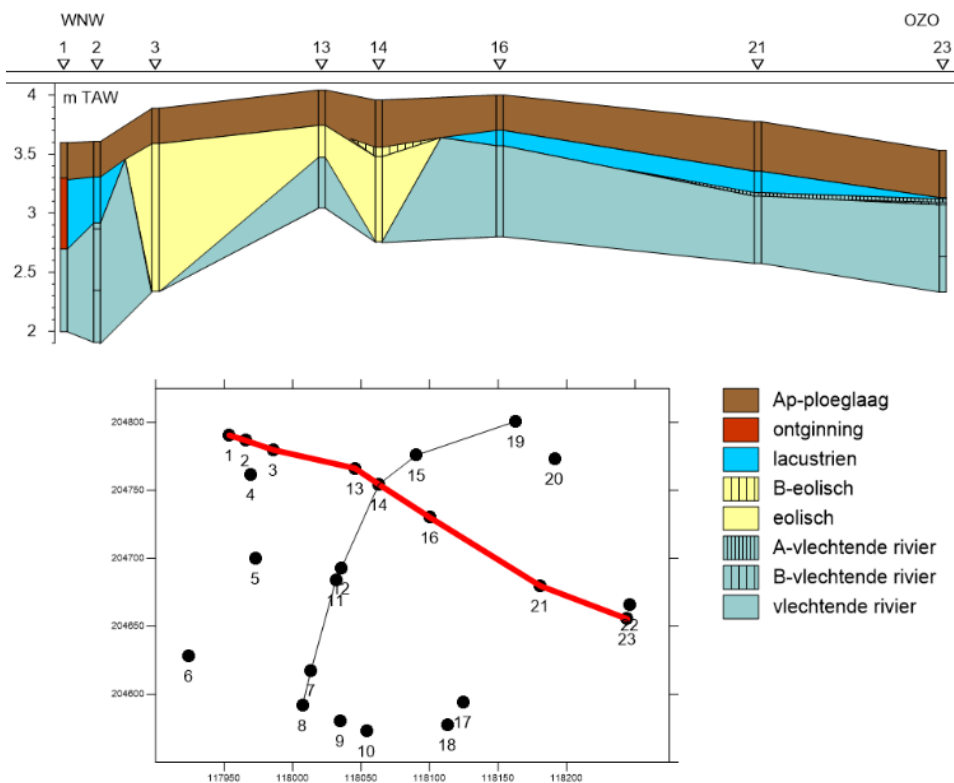 WNW OZO
1 2 3 13 14 16 21 23
4 m TAW
3.5
3
2.5
2
204800
204750
204700
204650
204600
1
2
3
4
5
6
7
8
9
10
11
12
13
14
15
16
17
18
19
20
21
22
23
117950 118000 118050 118100 118150 118200
Ap-ploeglaag
ontginning
lacustrien
B-eolisch
eolisch
A-vlechtende rivier
B-vlechtende rivier
vlechtende rivier